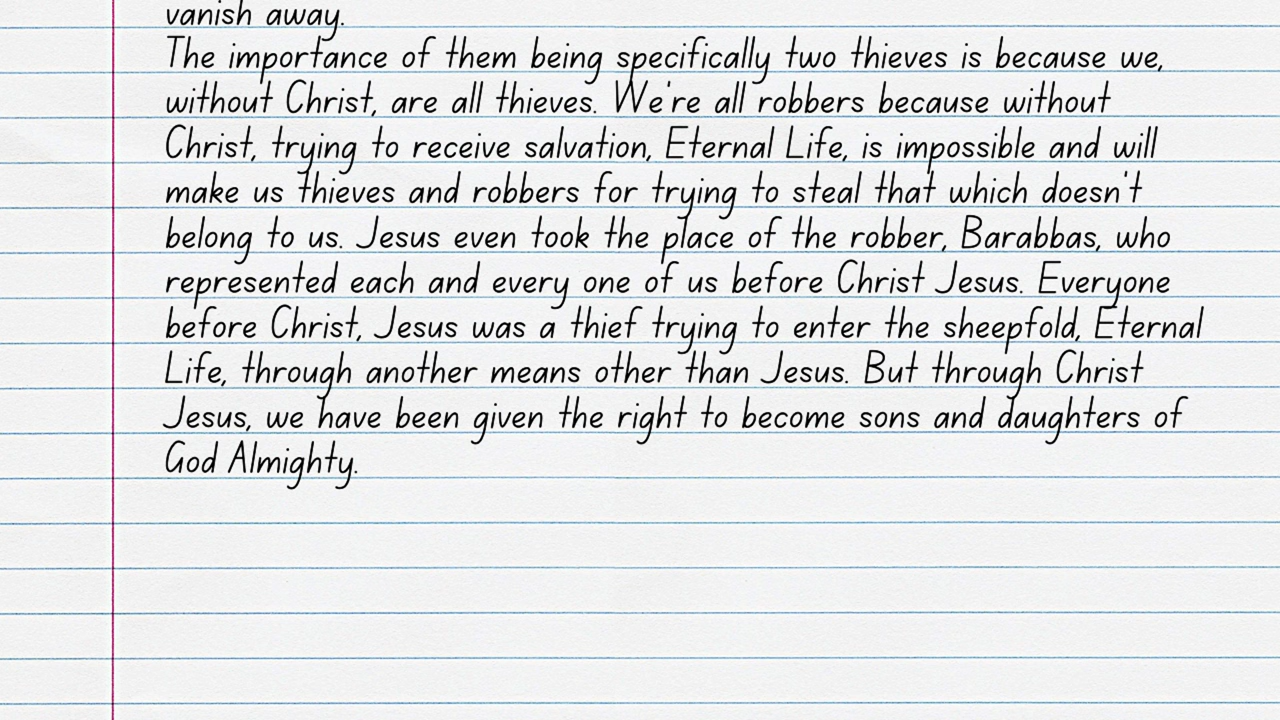 vanish away.
The importance of them being specifically two thieves is because we,
without Christ, are all thieves. We're all robbers because without
Christ, trying to receive salvation, Eternal Life, is impossible and will
make us thieves and robbers for trying to steal that which doesn't
belong to us. Jesus even took the place of the robber, Barabbas, who
represented each and every one of us before Christ Jesus. Everyone
before Christ, Jesus was a thief trying to enter the sheepfold, Eternal
Life, through another means other than Jesus. But through Christ
Jesus, we have been given the right to become sons and daughters of
God Almighty.